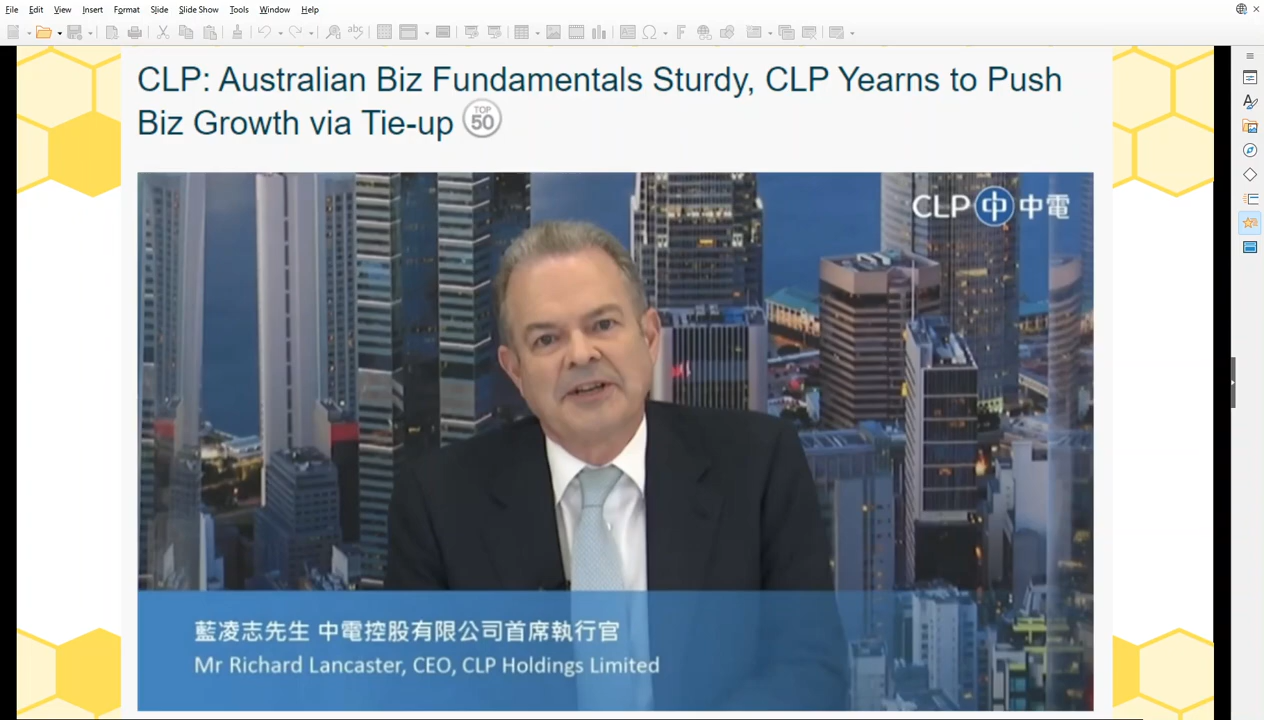 File Edit View Insert Format Slide Slide Show Tools Window Help
CLP: Australian Biz Fundamentals Sturdy, CLP Yearns to Push
Biz Growth via Tie-up TOP 50
CLP 中 中電
藍凌志先生 中電控股有限公司首席執行官
Mr Richard Lancaster, CEO, CLP Holdings Limited